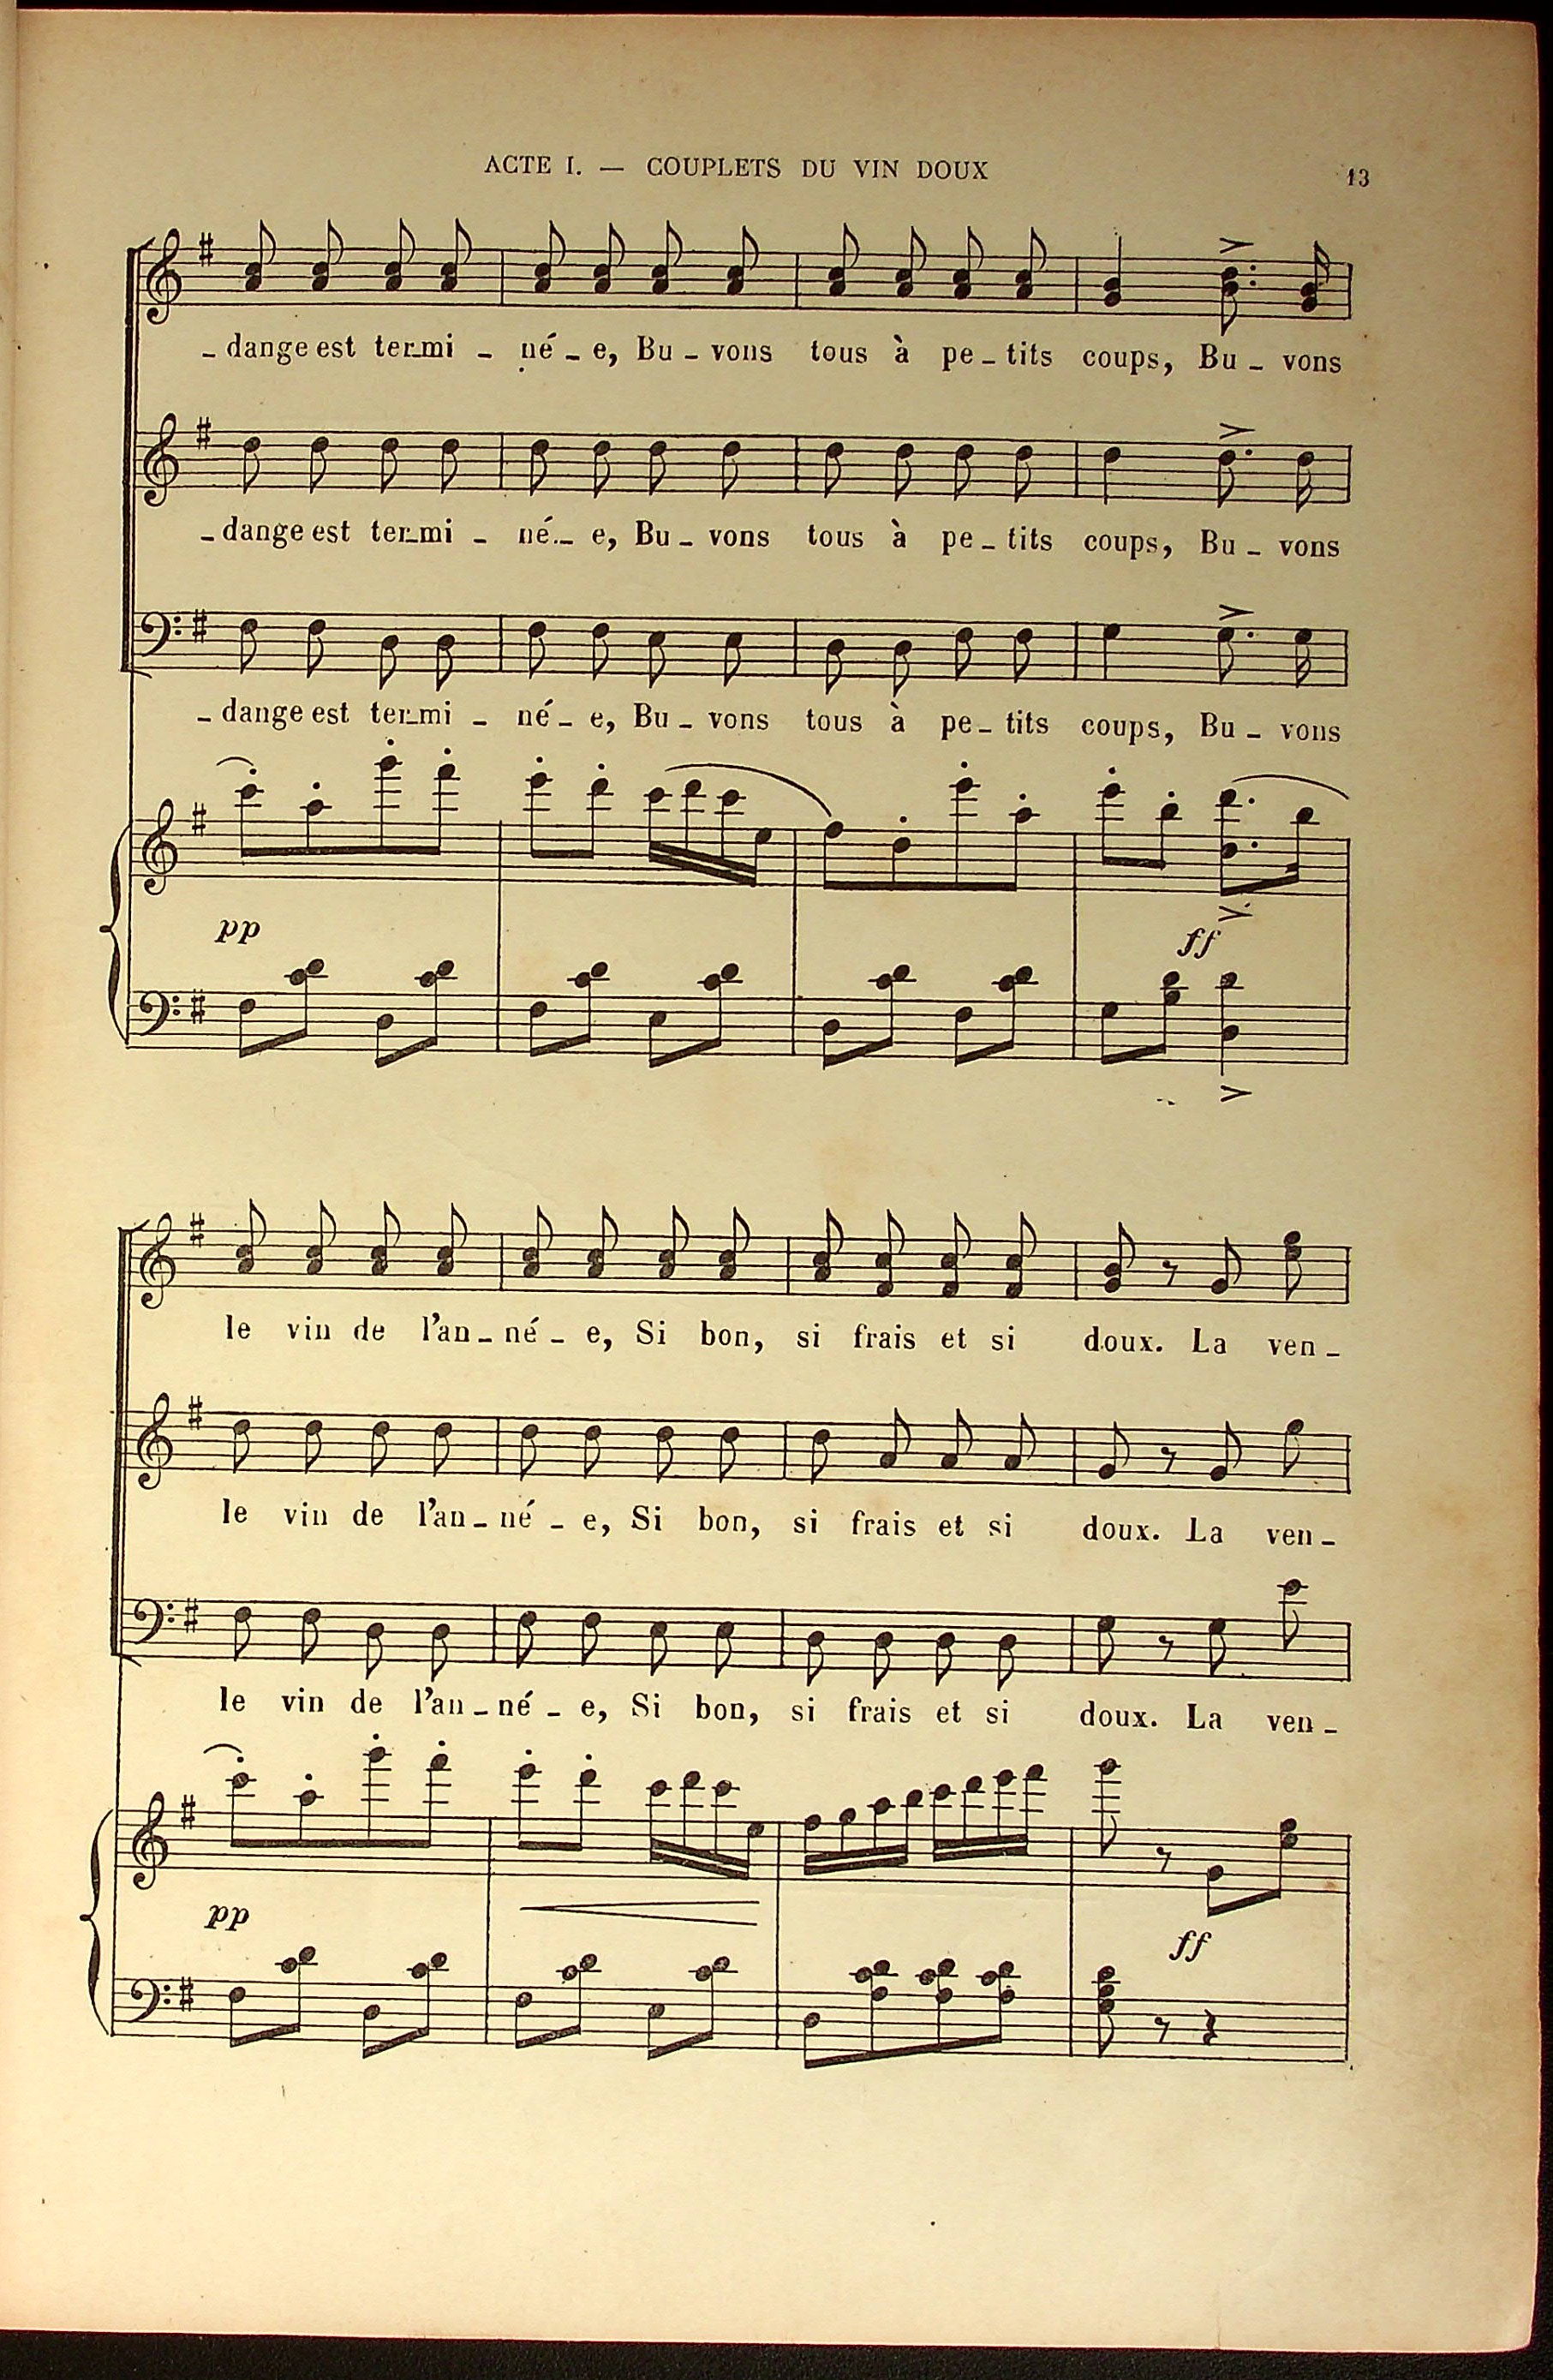 ACTE I. — COUPLETS DU VIN DOUX
13
- dange est ter-mi - né - e, Bu - vons tous à pe - tits coups, Bu - vons
- dange est ter-mi - né - e, Bu - vons tous à pe - tits coups, Bu - vons
- dange est ter-mi - né - e, Bu - vons tous à pe - tits coups, Bu - vons
pp ff
le vin de l'an - né - e, Si bon, si frais et si doux. La ven -
le vin de l'an - né - e, Si bon, si frais et si doux. La ven -
le vin de l'an - né - e, Si bon, si frais et si doux. La ven -
pp ff